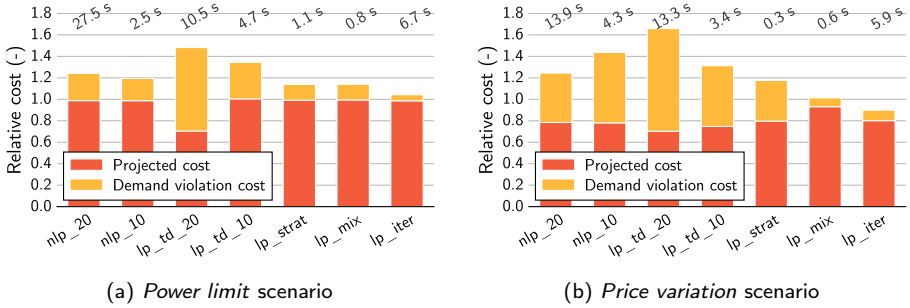 27.5 s 2.5 s 10.5 s 4.7 s 1.1 s 0.8 s 6.7 s
1.8
1.6
1.4
1.2
1.0
0.8
0.6
0.4
0.2
0.0
Relative cost (-)
Projected cost
Demand violation cost
nlp_20 nlp_10 lp_td_20 lp_td_10 lp_strat lp_mix lp_iter
(a) Power limit scenario
13.9 s 4.3 s 13.3 s 3.4 s 0.3 s 0.6 s 5.9 s
1.8
1.6
1.4
1.2
1.0
0.8
0.6
0.4
0.2
0.0
Relative cost (-)
Projected cost
Demand violation cost
nlp_20 nlp_10 lp_td_20 lp_td_10 lp_strat lp_mix lp_iter
(b) Price variation scenario